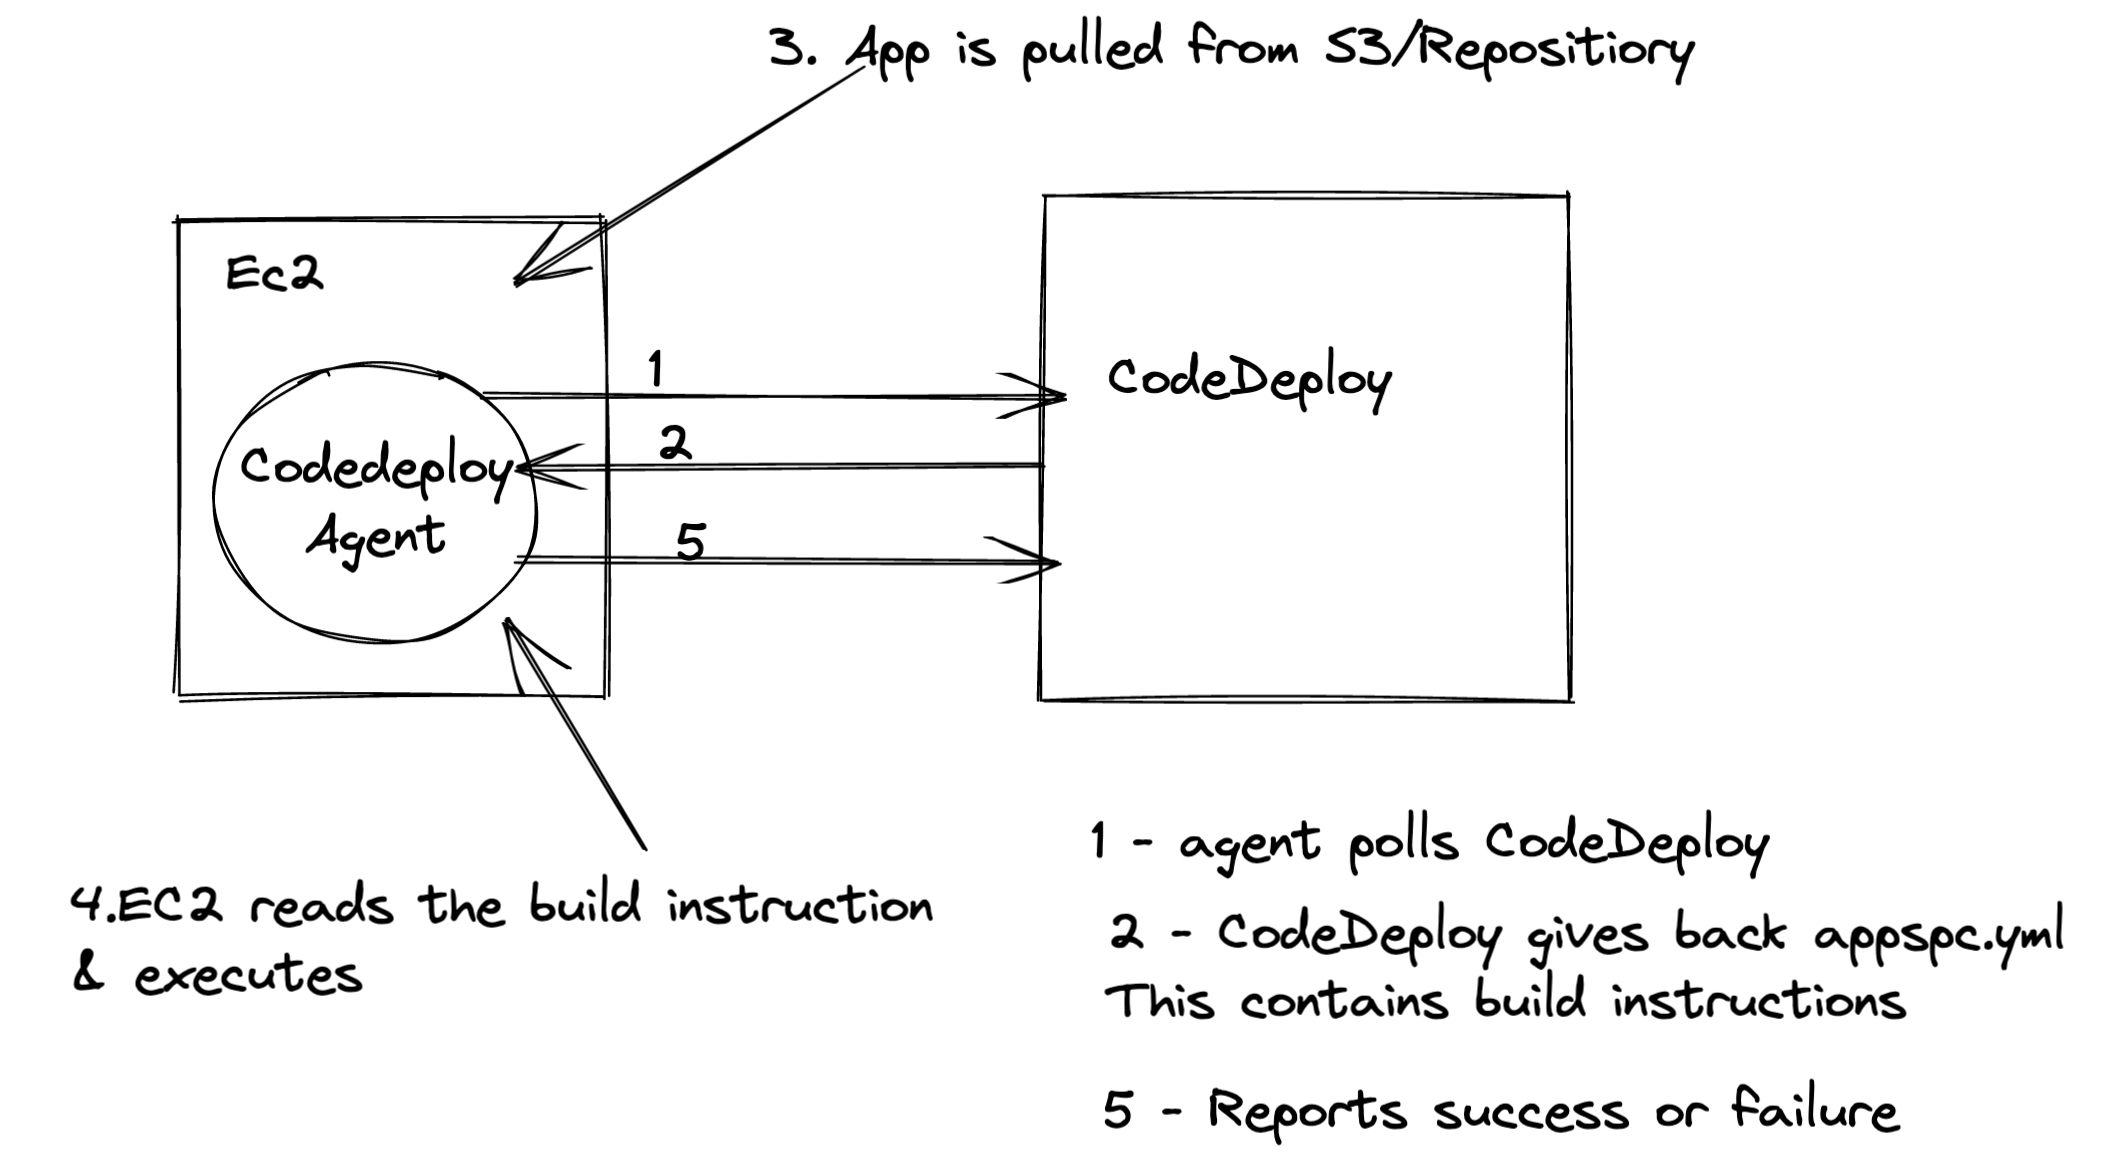 3. App is pulled from S3/Repositiory
Ec2
1
CodeDeploy
2
Codedeploy
Agent
5
1 - agent polls CodeDeploy
4.EC2 reads the build instruction
& executes
2 - CodeDeploy gives back appspc.yml
This contains build instructions
5 - Reports success or failure